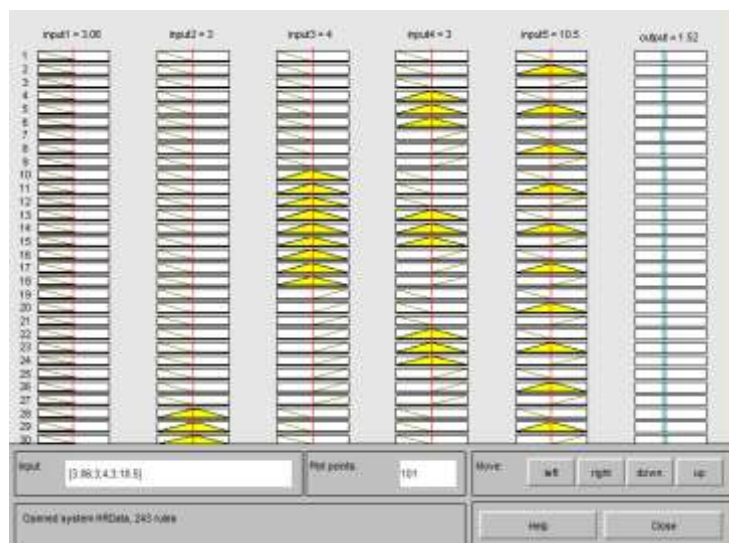 input1 = 3.06
input2 = 3
input3 = 4
input4 = 3
input5 = 10.5
output = 1.52
1
2
3
4
5
6
7
8
9
10
11
12
13
14
15
16
17
18
19
20
21
22
23
24
25
26
27
28
29
30
Input:
[3.06;3;4;3;10.5]
Plot points:
101
Move:
left
right
down
up
Opened system HRData, 243 rules
Help
Close